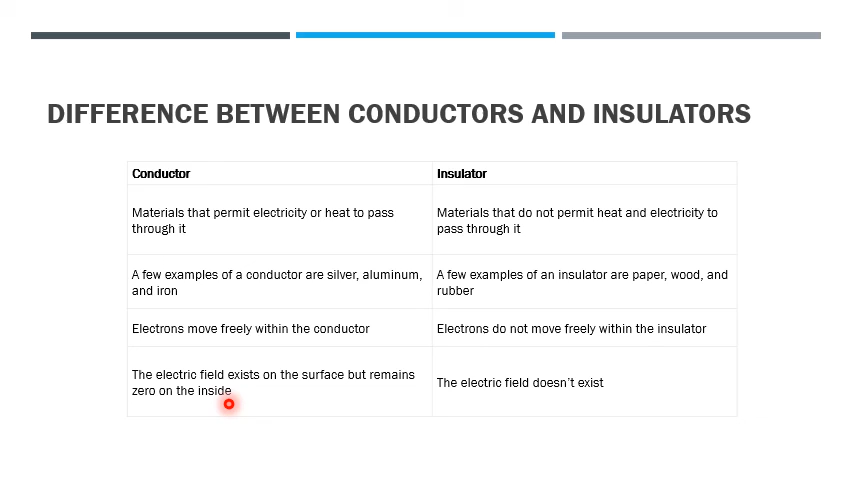 DIFFERENCE BETWEEN CONDUCTORS AND INSULATORS
Conductor
Insulator
Materials that permit electricity or heat to pass
through it
Materials that do not permit heat and electricity to
pass through it
A few examples of a conductor are silver, aluminum,
and iron
A few examples of an insulator are paper, wood, and
rubber
Electrons move freely within the conductor
Electrons do not move freely within the insulator
The electric field exists on the surface but remains
zero on the inside
The electric field doesn't exist